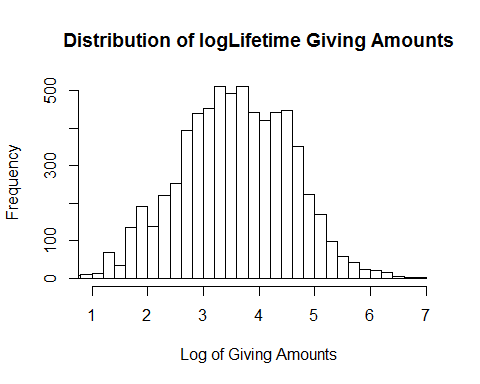 Distribution of logLifetime Giving Amounts
Frequency
500
300
100
0
1 2 3 4 5 6 7
Log of Giving Amounts